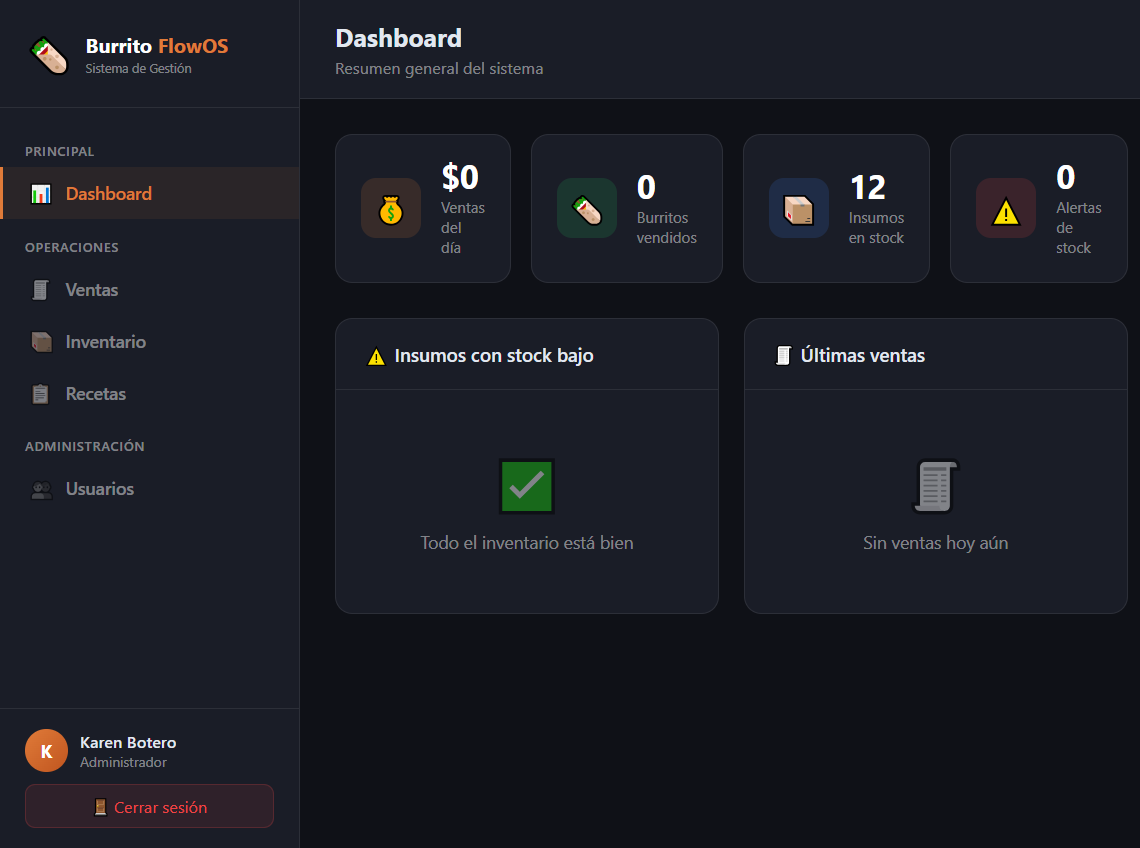 Burrito FlowOS
Sistema de Gestión
PRINCIPAL
Dashboard
OPERACIONES
Ventas
Inventario
Recetas
ADMINISTRACIÓN
Usuarios
K
Karen Botero
Administrador
Cerrar sesión
Dashboard
Resumen general del sistema
$0
Ventas
del
día
0
Burritos
vendidos
12
Insumos
en stock
0
Alertas
de
stock
Insumos con stock bajo
Todo el inventario está bien
Últimas ventas
Sin ventas hoy aún